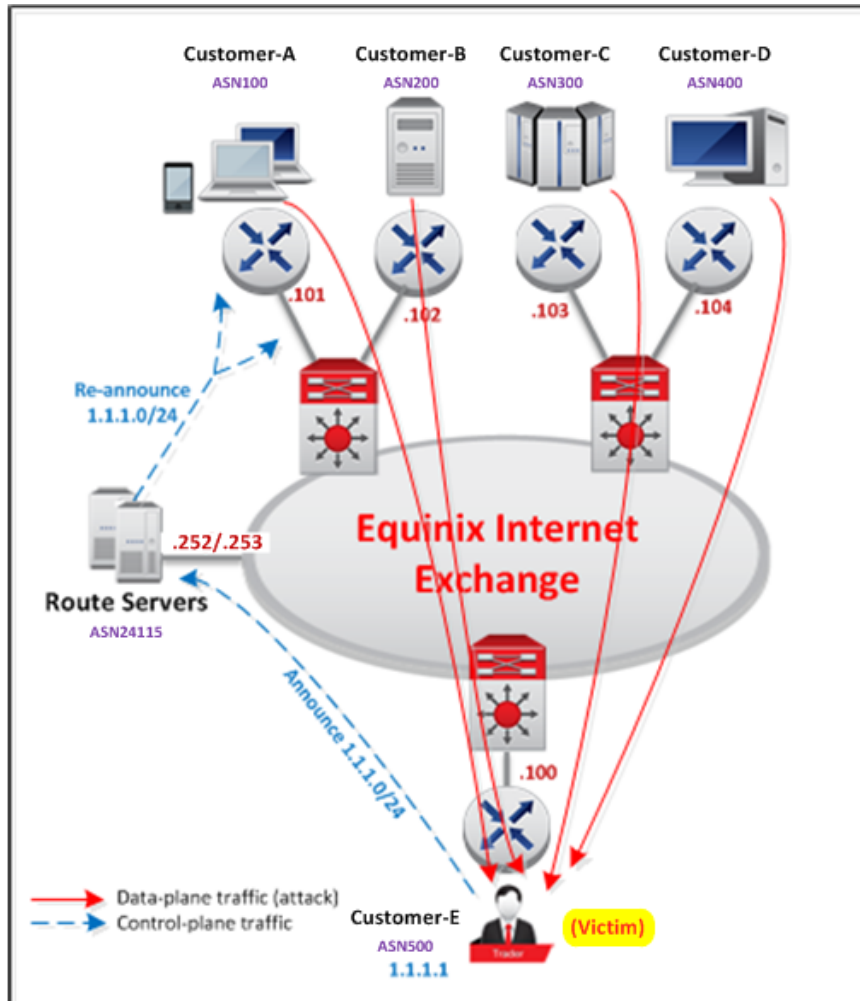 Customer-A
ASN100
Customer-B
ASN200
Customer-C
ASN300
Customer-D
ASN400
.101
.102
.103
.104
Re-announce
1.1.1.0/24
.252/.253
Route Servers
ASN24115
Equinix Internet
Exchange
Announce 1.1.1.0/24
.100
Data-plane traffic (attack)
Control-plane traffic
Customer-E
ASN500
1.1.1.1
Trador
(Victim)